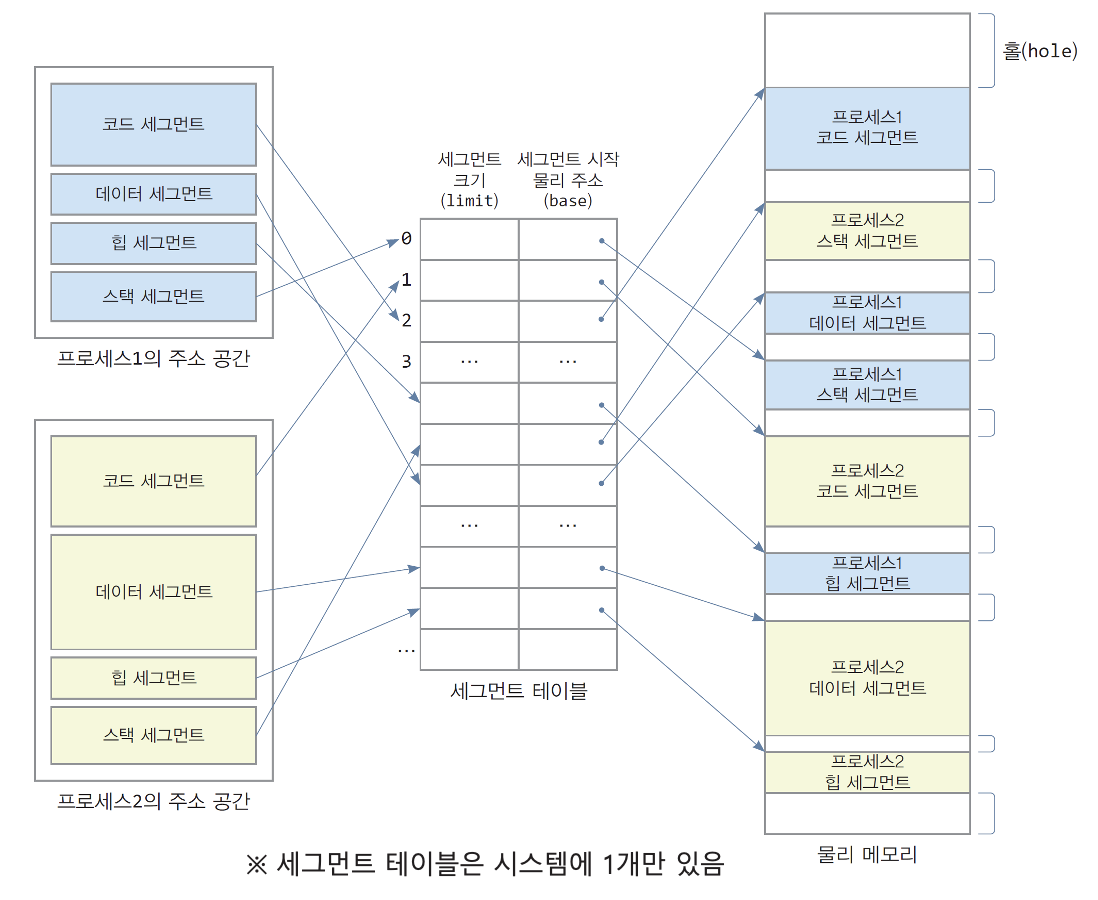 코드 세그먼트
데이터 세그먼트
힙 세그먼트
스택 세그먼트
프로세스1의 주소 공간
코드 세그먼트
데이터 세그먼트
힙 세그먼트
스택 세그먼트
프로세스2의 주소 공간
세그먼트
크기
(limit)
세그먼트 시작
물리 주소
(base)
0
1
2
3
... ...
... ...
...
세그먼트 테이블
홀(hole)
프로세스1
코드 세그먼트
프로세스2
스택 세그먼트
프로세스1
데이터 세그먼트
프로세스1
스택 세그먼트
프로세스2
코드 세그먼트
프로세스1
힙 세그먼트
프로세스2
데이터 세그먼트
프로세스2
힙 세그먼트
물리 메모리
※ 세그먼트 테이블은 시스템에 1개만 있음